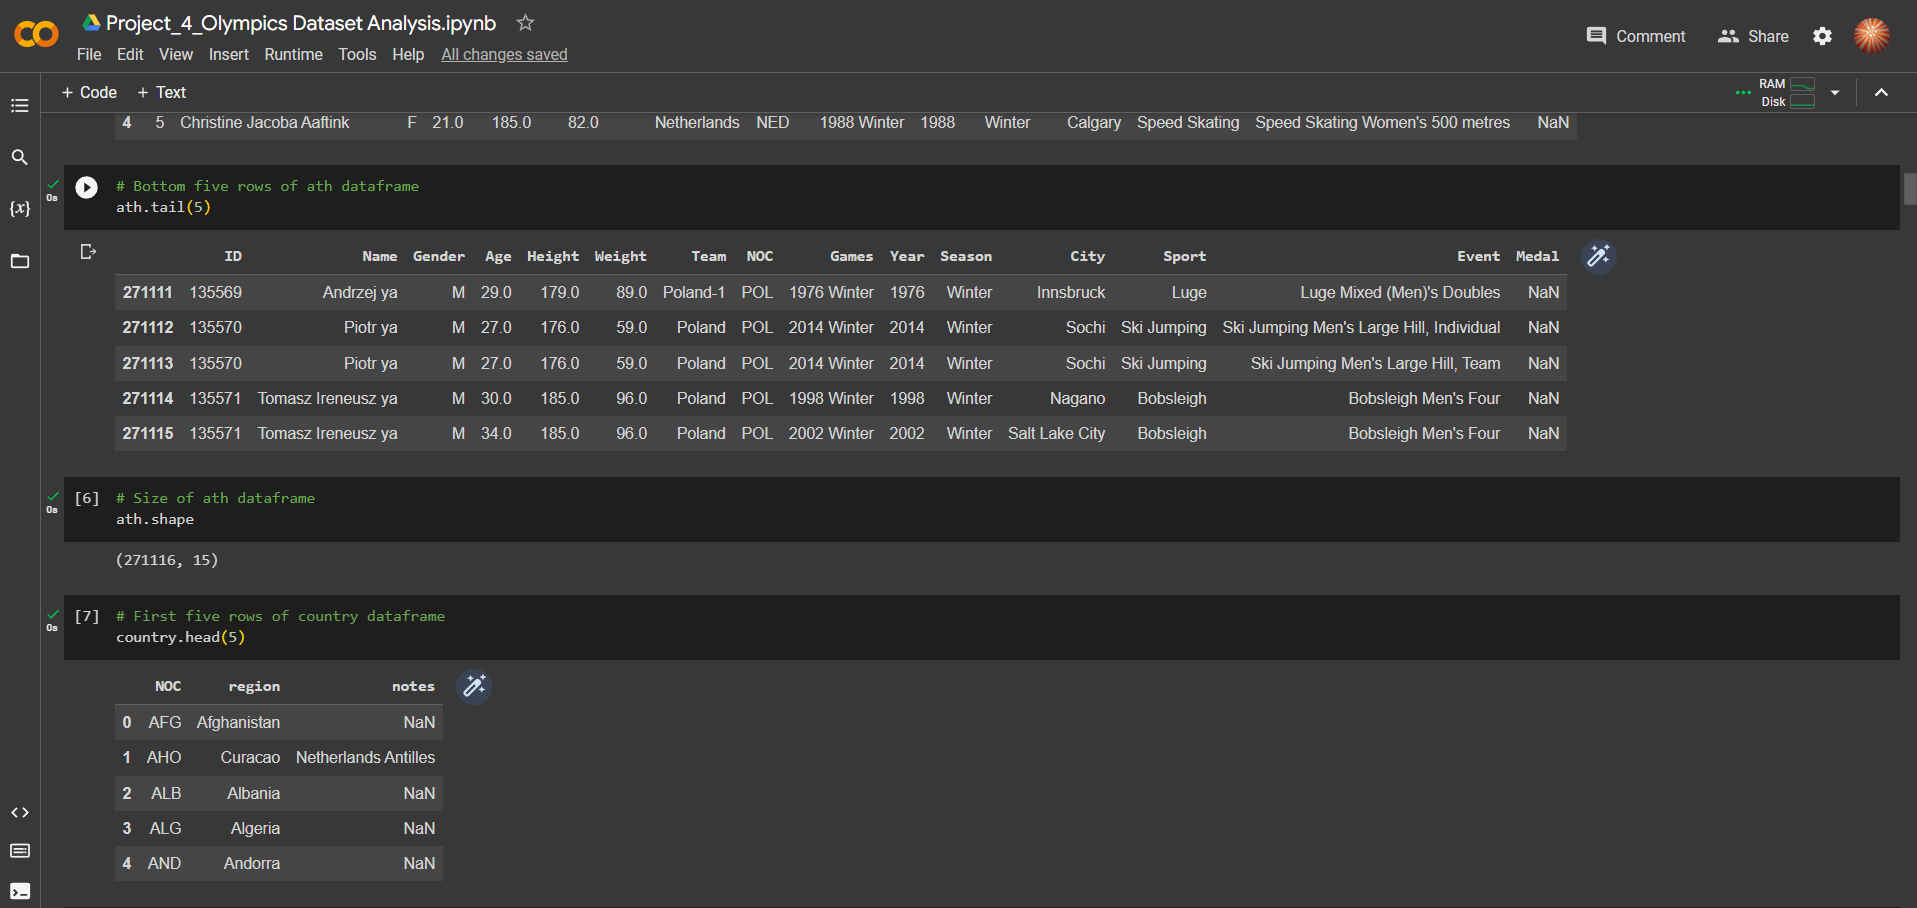 Project_4_Olympics Dataset Analysis.ipynb
File Edit View Insert Runtime Tools Help All changes saved
Comment Share
+ Code + Text
RAM
Disk
4 5 Christine Jacoba Aaftink F 21.0 185.0 82.0 Netherlands NED 1988 Winter 1988 Winter Calgary Speed Skating Speed Skating Women's 500 metres NaN
0s
# Bottom five rows of ath dataframe
ath.tail(5)
{x}
ID Name Gender Age Height Weight Team NOC Games Year Season City Sport Event Medal
271111 135569 Andrzej ya M 29.0 179.0 89.0 Poland-1 POL 1976 Winter 1976 Winter Innsbruck Luge Luge Mixed (Men)'s Doubles NaN
271112 135570 Piotr ya M 27.0 176.0 59.0 Poland POL 2014 Winter 2014 Winter Sochi Ski Jumping Ski Jumping Men's Large Hill, Individual NaN
271113 135570 Piotr ya M 27.0 176.0 59.0 Poland POL 2014 Winter 2014 Winter Sochi Ski Jumping Ski Jumping Men's Large Hill, Team NaN
271114 135571 Tomasz Ireneusz ya M 30.0 185.0 96.0 Poland POL 1998 Winter 1998 Winter Nagano Bobsleigh Bobsleigh Men's Four NaN
271115 135571 Tomasz Ireneusz ya M 34.0 185.0 96.0 Poland POL 2002 Winter 2002 Winter Salt Lake City Bobsleigh Bobsleigh Men's Four NaN
0s
[6] # Size of ath dataframe
ath.shape
(271116, 15)
0s
[7] # First five rows of country dataframe
country.head(5)
NOC region notes
0 AFG Afghanistan NaN
1 AHO Curacao Netherlands Antilles
2 ALB Albania NaN
3 ALG Algeria NaN
4 AND Andorra NaN